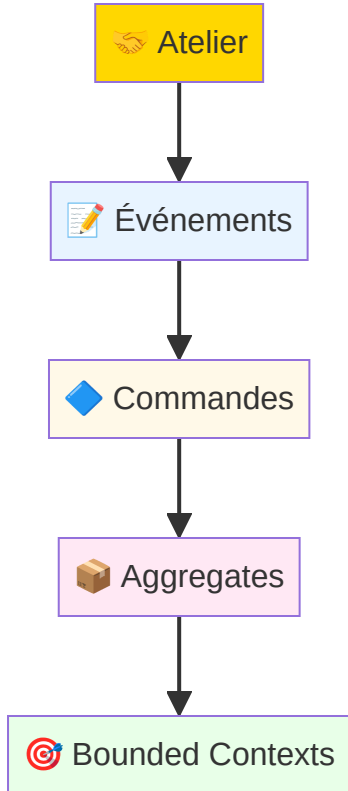 🤝 Atelier
📝 Événements
🔷 Commandes
📦 Aggregates
🎯 Bounded Contexts